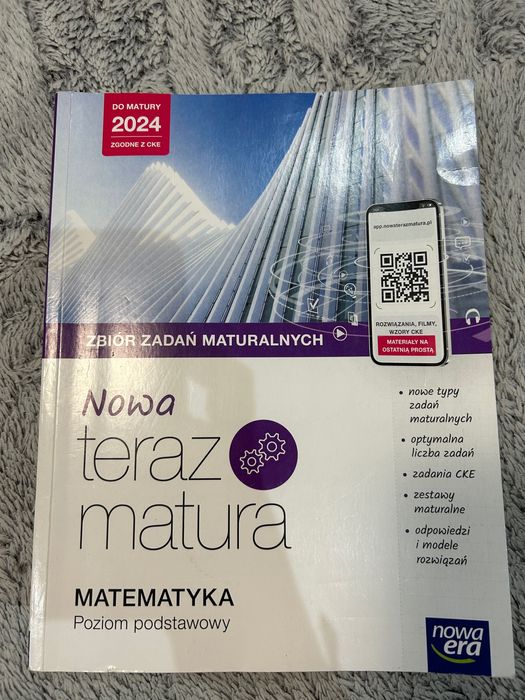 DO MATURY
2024
ZGODNE Z CKE
app.nowaterazmatura.pl
ROZWIĄZANIA, FILMY,
WZORY CKE
MATERIAŁY NA
OSTATNIĄ PROSTĄ
ZBIÓR ZADAŃ MATURALNYCH
Nowa
teraz
matura
• nowe typy
zadań
maturalnych
• optymalna
liczba zadań
• zadania CKE
• zestawy
maturalne
• odpowiedzi
i modele
rozwiązań
MATEMATYKA
Poziom podstawowy
nowa
era